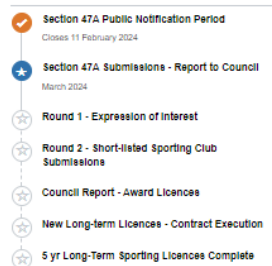 Section 47A Public Notification Period
Closes 11 February 2024
Section 47A Submissions - Report to Council
March 2024
Round 1 - Expression of Interest
Round 2 - Short-listed Sporting Club
Submissions
Council Report - Award Licences
New Long-term Licences - Contract Execution
5 yr Long-Term Sporting Licences Complete